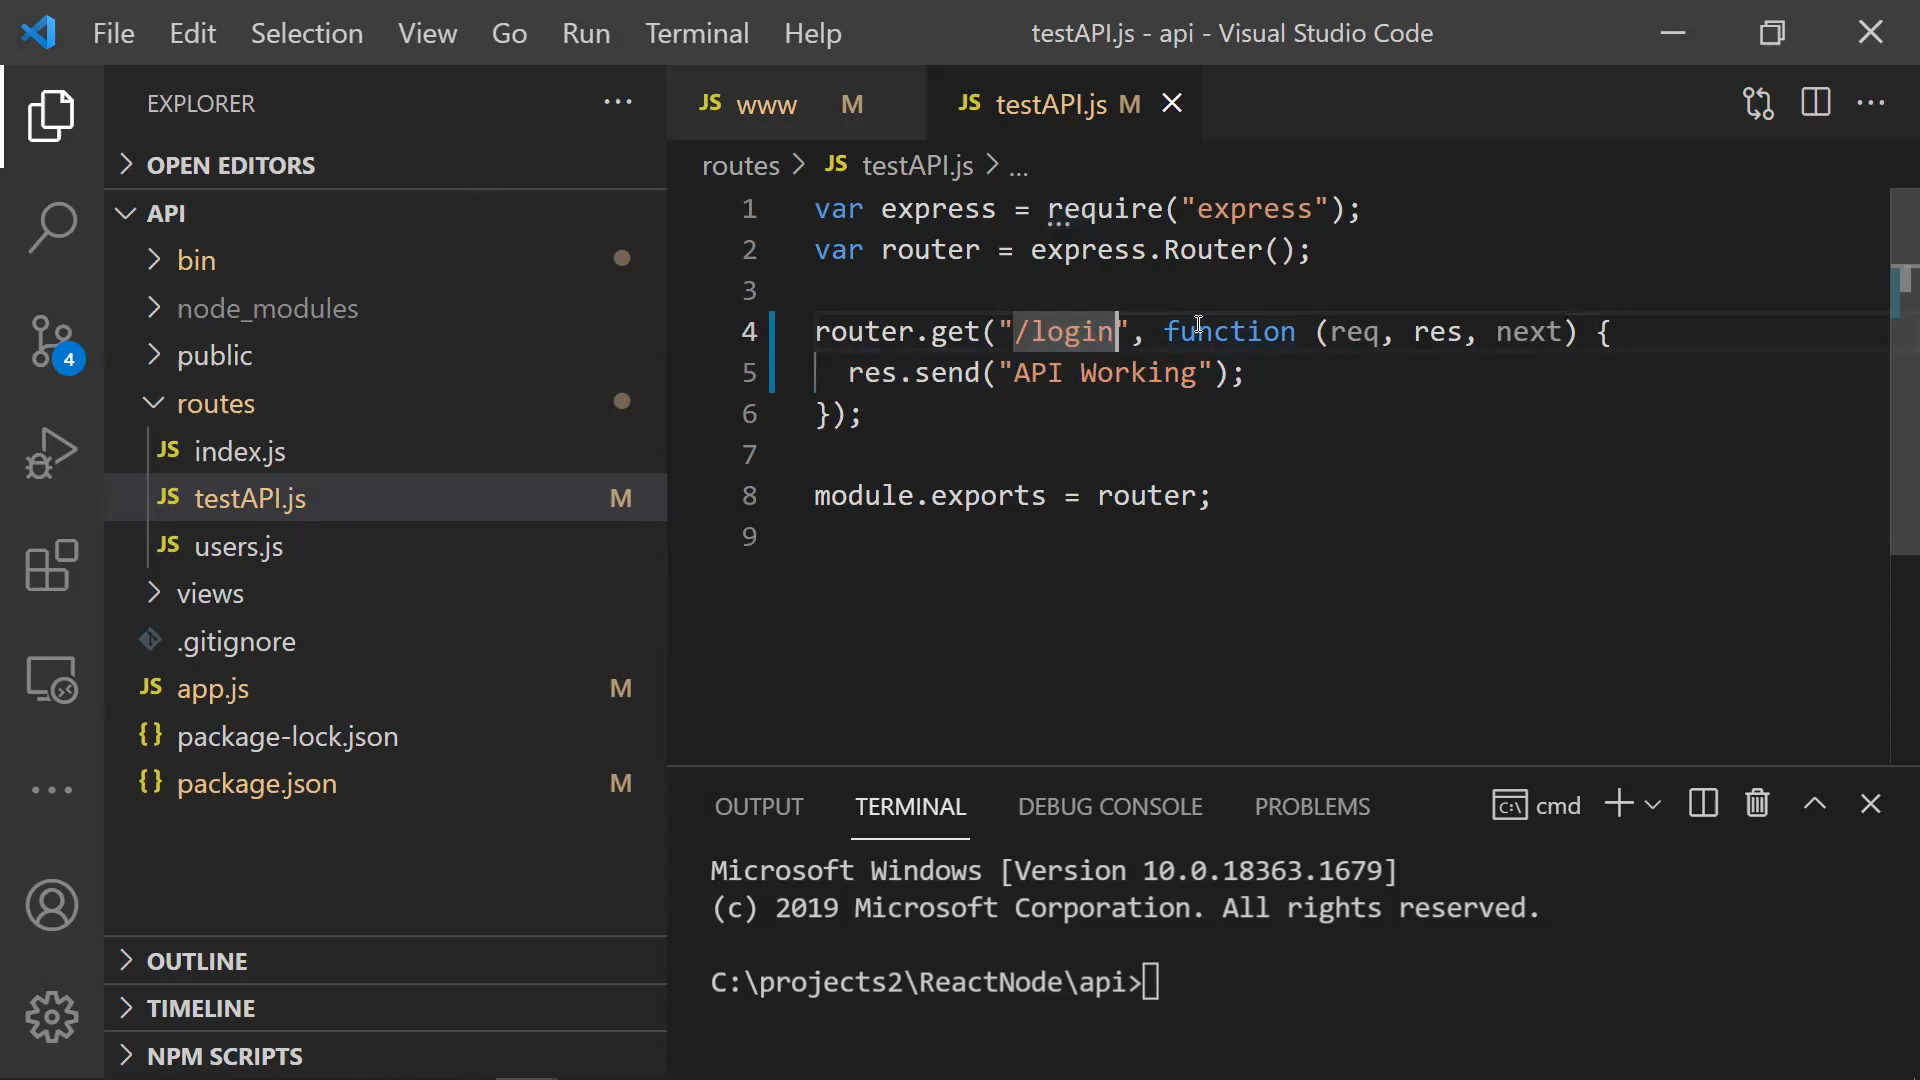 File Edit Selection View Go Run Terminal Help testAPI.js - api - Visual Studio Code
EXPLORER
OPEN EDITORS
API
bin
node_modules
public
routes
JS index.js
JS testAPI.js M
JS users.js
views
.gitignore
JS app.js M
{} package-lock.json
{} package.json M
OUTLINE
TIMELINE
NPM SCRIPTS
4
JS www M JS testAPI.js M
routes > JS testAPI.js > ...
1 var express = require("express");
2 var router = express.Router();
3
4 router.get("/login", function (req, res, next) {
5 res.send("API Working");
6 });
7
8 module.exports = router;
9
OUTPUT TERMINAL DEBUG CONSOLE PROBLEMS C:\ cmd
Microsoft Windows [Version 10.0.18363.1679]
(c) 2019 Microsoft Corporation. All rights reserved.
C:\projects2\ReactNode\api>